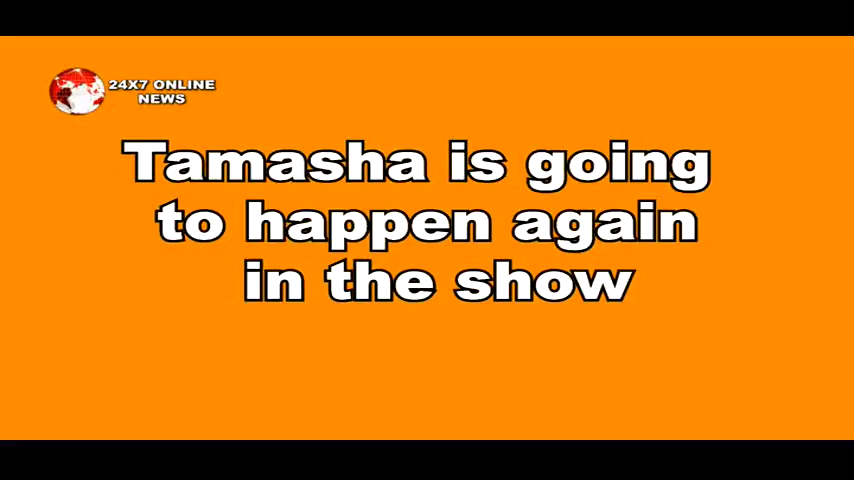 24X7 ONLINE
NEWS
Tamasha is going
to happen again
in the show